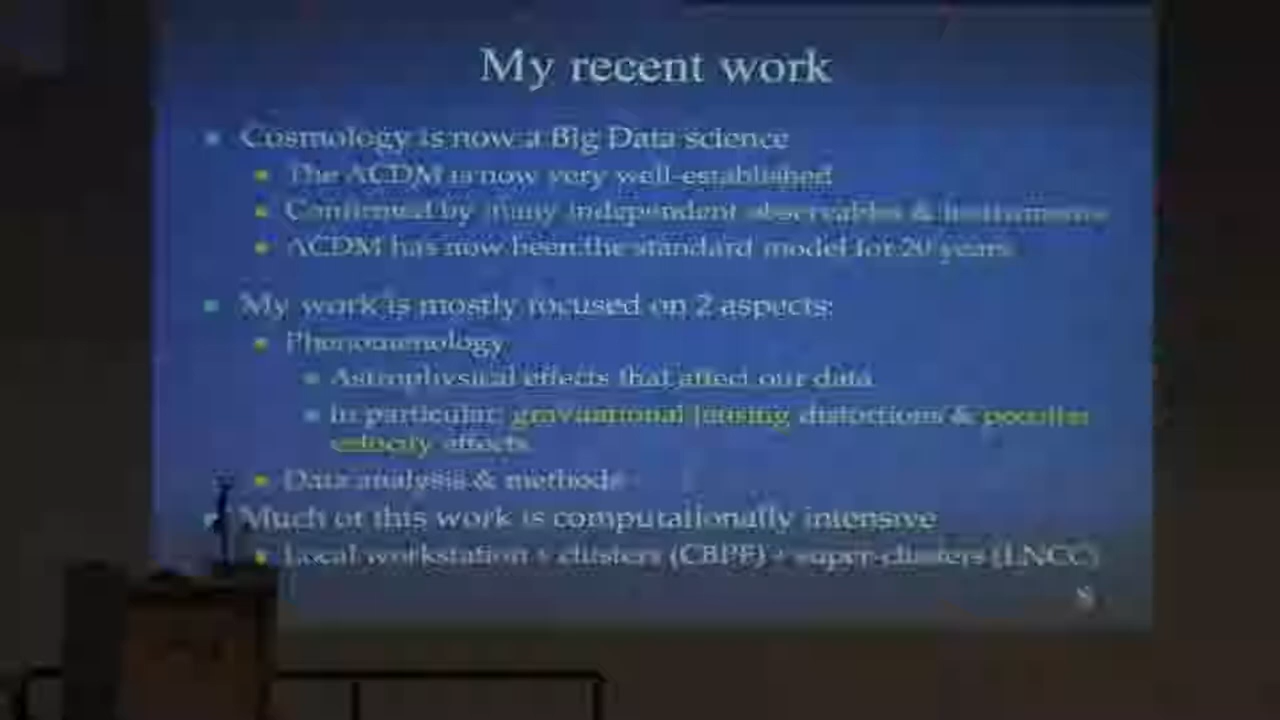 My recent work
Cosmology is now a Big Data science
The ΛCDM is now very well-established
Confirmed by many independent observables & instruments
ΛCDM has now been the standard model for 20 years
My work is mostly focused on 2 aspects:
Phenomenology
Astrophysical effects that affect our data
in particular: gravitational lensing distortions & peculiar
velocity effects
Data analysis & methods
Much of this work is computationally intensive
Local workstation + clusters (CBPF) + super-clusters (LNCC)